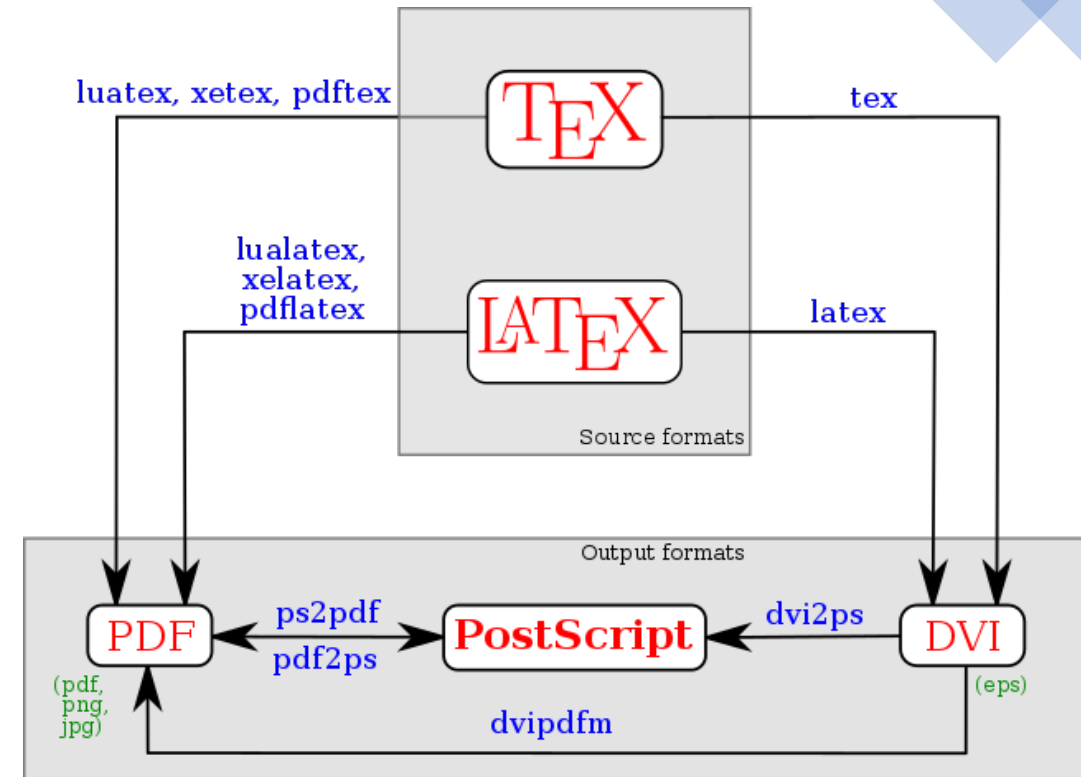 luatex, xetex, pdftex
TEX
tex
lualatex,
xelatex,
pdflatex
LATEX
latex
Source formats
Output formats
PDF
ps2pdf
pdf2ps
PostScript
dvi2ps
DVI
(pdf,
png,
jpg)
(eps)
dvipdfm